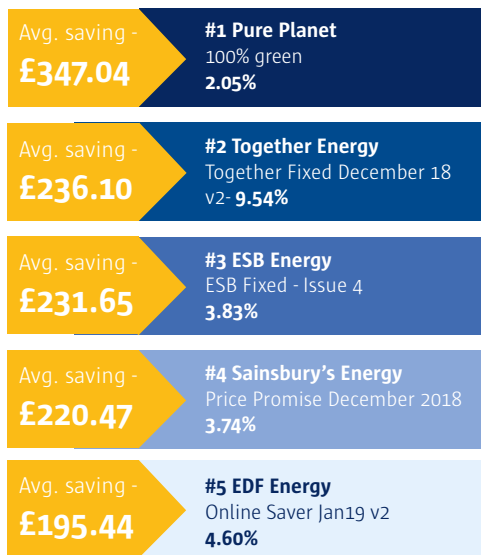 Avg. saving -
£347.04
#1 Pure Planet
100% green
2.05%
Avg. saving -
£236.10
#2 Together Energy
Together Fixed December 18
v2- 9.54%
Avg. saving -
£231.65
#3 ESB Energy
ESB Fixed - Issue 4
3.83%
Avg. saving -
£220.47
#4 Sainsbury's Energy
Price Promise December 2018
3.74%
Avg. saving -
£195.44
#5 EDF Energy
Online Saver Jan19 v2
4.60%